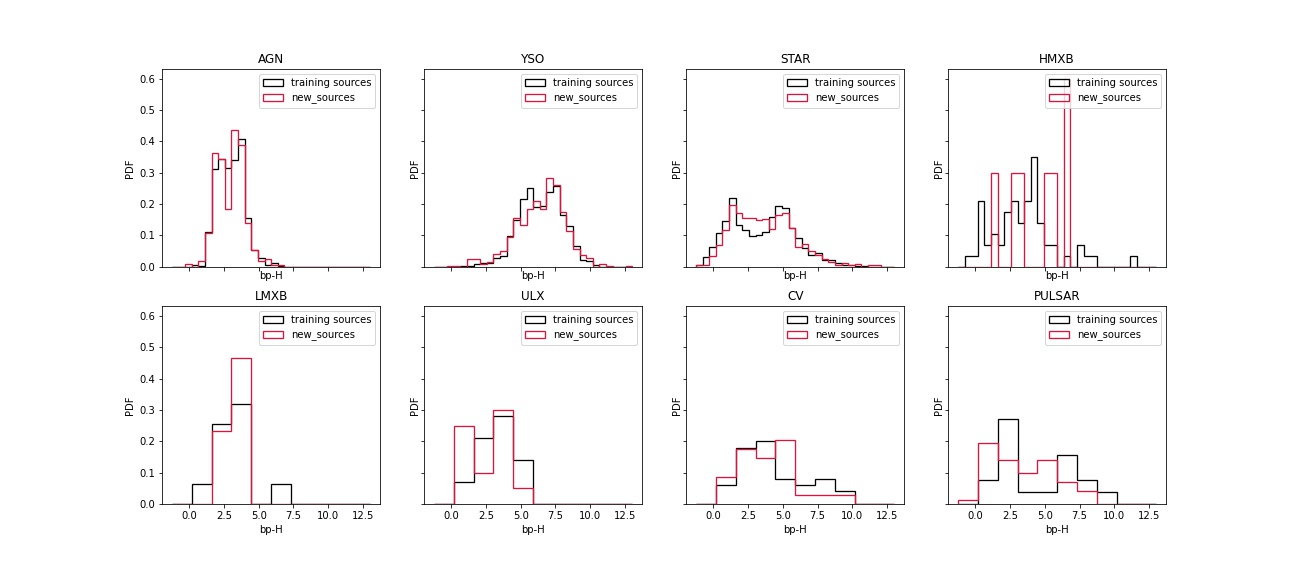 AGN
YSO
STAR
HMXB
0.6
0.5
0.4
0.3
0.2
0.1
0.0
PDF
training sources
new_sources
bp-H
PDF
training sources
new_sources
bp-H
PDF
training sources
new_sources
bp-H
PDF
training sources
new_sources
bp-H
LMXB
ULX
CV
PULSAR
0.6
0.5
0.4
0.3
0.2
0.1
0.0
PDF
training sources
new_sources
0.0 2.5 5.0 7.5 10.0 12.5
bp-H
PDF
training sources
new_sources
0.0 2.5 5.0 7.5 10.0 12.5
bp-H
PDF
training sources
new_sources
0.0 2.5 5.0 7.5 10.0 12.5
bp-H
PDF
training sources
new_sources
0.0 2.5 5.0 7.5 10.0 12.5
bp-H